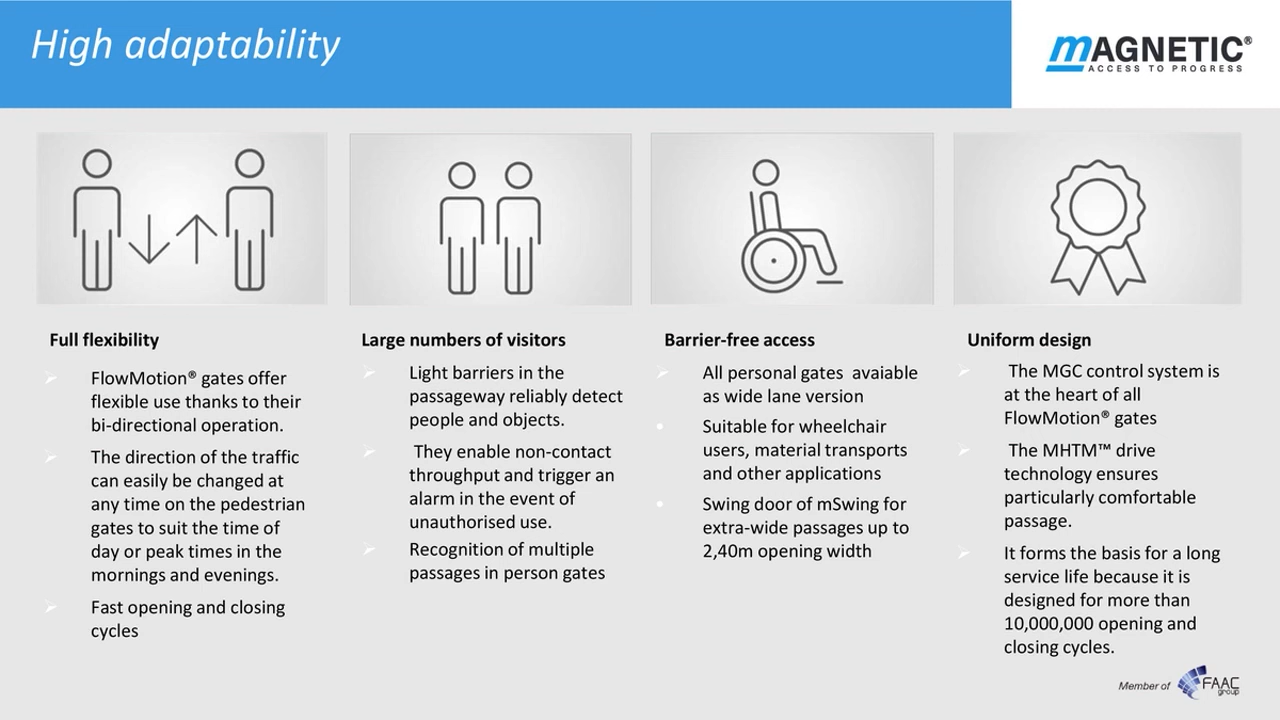 High adaptability
mAGNETIC®
ACCESS TO PROGRESS
Full flexibility
FlowMotion® gates offer
flexible use thanks to their
bi-directional operation.
The direction of the traffic
can easily be changed at
any time on the pedestrian
gates to suit the time of
day or peak times in the
mornings and evenings.
Fast opening and closing
cycles
Large numbers of visitors
Light barriers in the
passageway reliably detect
people and objects.
They enable non-contact
throughput and trigger an
alarm in the event of
unauthorised use.
Recognition of multiple
passages in person gates
Barrier-free access
All personal gates avaiable
as wide lane version
Suitable for wheelchair
users, material transports
and other applications
Swing door of mSwing for
extra-wide passages up to
2,40m opening width
Uniform design
The MGC control system is
at the heart of all
FlowMotion® gates
The MHTM™ drive
technology ensures
particularly comfortable
passage.
It forms the basis for a long
service life because it is
designed for more than
10,000,000 opening and
closing cycles.
Member of FAAC
group